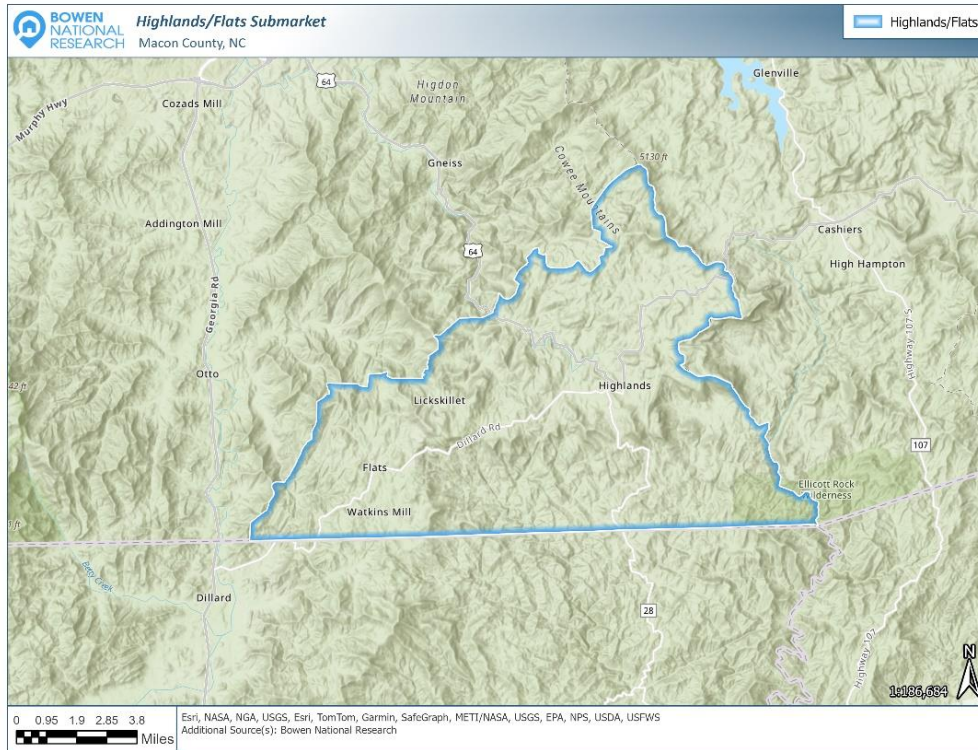 BOWEN
NATIONAL
RESEARCH
Highlands/Flats Submarket
Macon County, NC
Highlands/Flats
Glenville
64
Higdon
Mountain
Cozads Mill
Murphy Hwy
Gneiss
5130 ft
Cowee Mountains
Addington Mill
Cashiers
64
High Hampton
Georgia Rd
Highway 107 S
Otto
42 ft
Highlands
Lickskillet
Dillard Rd
107
Flats
Ellicott Rock
Wilderness
Watkins Mill
Betty Creek
Dillard
28
Highway 107
N
1:186,684
0 0.95 1.9 2.85 3.8
Miles
Esri, NASA, NGA, USGS, Esri, TomTom, Garmin, SafeGraph, METI/NASA, USGS, EPA, NPS, USDA, USFWS
Additional Source(s): Bowen National Research